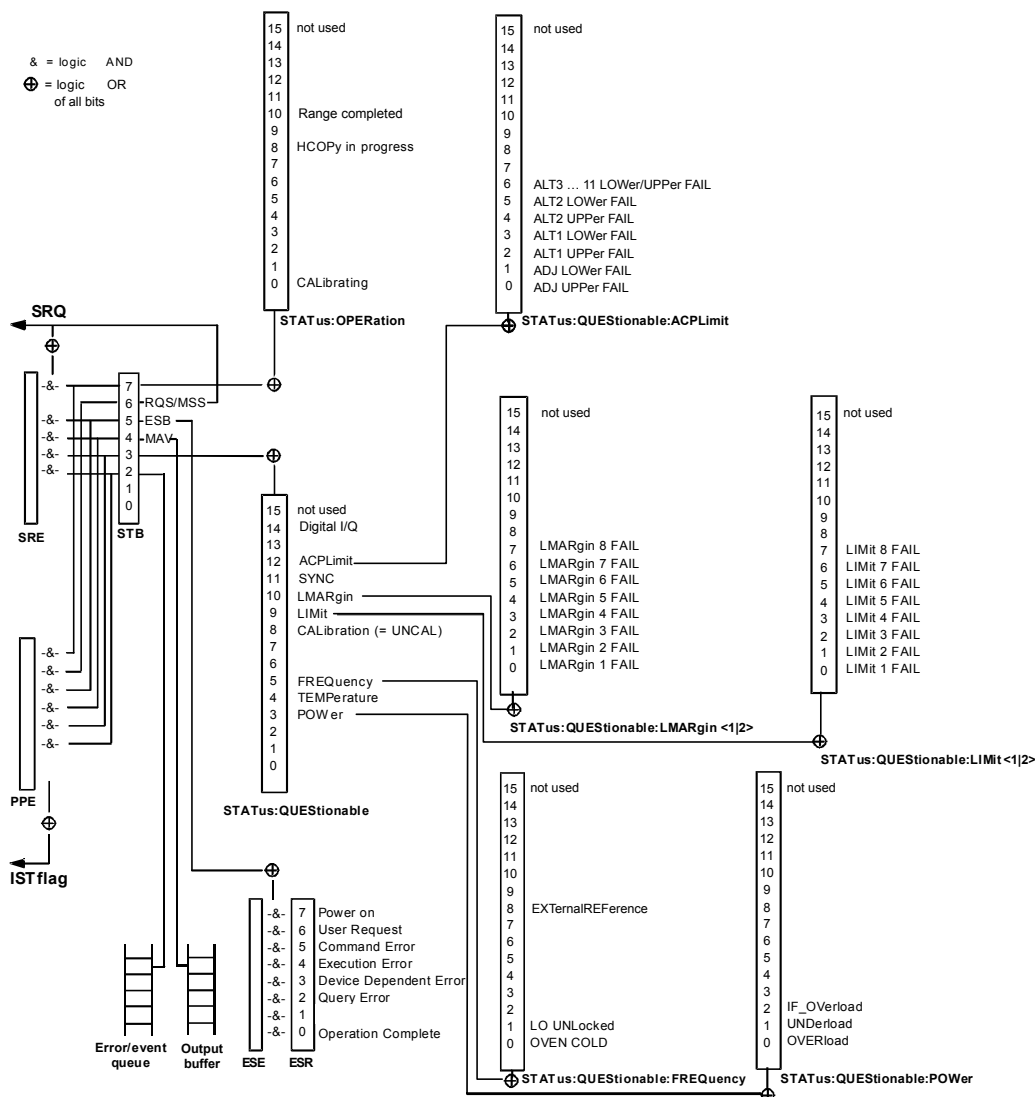 & = logic AND
⊕ = logic OR
of all bits
15 not used
14
13
12
11
10 Range completed
9
8 HCOPy in progress
7
6
5
4
3
2
1
0 CALibrating
STATus:OPERation
15 not used
14
13
12
11
10
9
8
7
6 ALT3 ... 11 LOWer/UPPer FAIL
5 ALT2 LOWer FAIL
4 ALT2 UPPer FAIL
3 ALT1 LOWer FAIL
2 ALT1 UPPer FAIL
1 ADJ LOWer FAIL
0 ADJ UPPer FAIL
STATus:QUEStionable:ACPLimit
SRQ
-&-
-&-
-&-
-&-
-&-
SRE
7
6 RQS/MSS
5 ESB
4 MAV
3
2
1
0
STB
15 not used
14 Digital I/Q
13
12 ACPLimit
11 SYNC
10 LMARgin
9 LIMit
8 CALibration (= UNCAL)
7
6
5 FREQuency
4 TEMPerature
3 POWer
2
1
0
STATus:QUEStionable
15 not used
14
13
12
11
10
9
8
7 LMARgin 8 FAIL
6 LMARgin 7 FAIL
5 LMARgin 6 FAIL
4 LMARgin 5 FAIL
3 LMARgin 4 FAIL
2 LMARgin 3 FAIL
1 LMARgin 2 FAIL
0 LMARgin 1 FAIL
STATus:QUEStionable:LMARgin <1|2>
15 not used
14
13
12
11
10
9
8
7 LIMit 8 FAIL
6 LIMit 7 FAIL
5 LIMit 6 FAIL
4 LIMit 5 FAIL
3 LIMit 4 FAIL
2 LIMit 3 FAIL
1 LIMit 2 FAIL
0 LIMit 1 FAIL
STATus:QUEStionable:LIMit <1|2>
-&-
-&-
-&-
-&-
-&-
-&-
PPE
ISTflag
15 not used
14
13
12
11
10
9
8 EXTernalREFerence
7
6
5
4
3
2
1 LO UNLocked
0 OVEN COLD
STATus:QUEStionable:FREQuency
15 not used
14
13
12
11
10
9
8
7
6
5
4
3
2 IF_OVerload
1 UNDerload
0 OVERload
STATus:QUEStionable:POWer
-&- 7 Power on
-&- 6 User Request
-&- 5 Command Error
-&- 4 Execution Error
-&- 3 Device Dependent Error
-&- 2 Query Error
-&- 1
-&- 0 Operation Complete
ESE ESR
Error/event
queue
Output
buffer